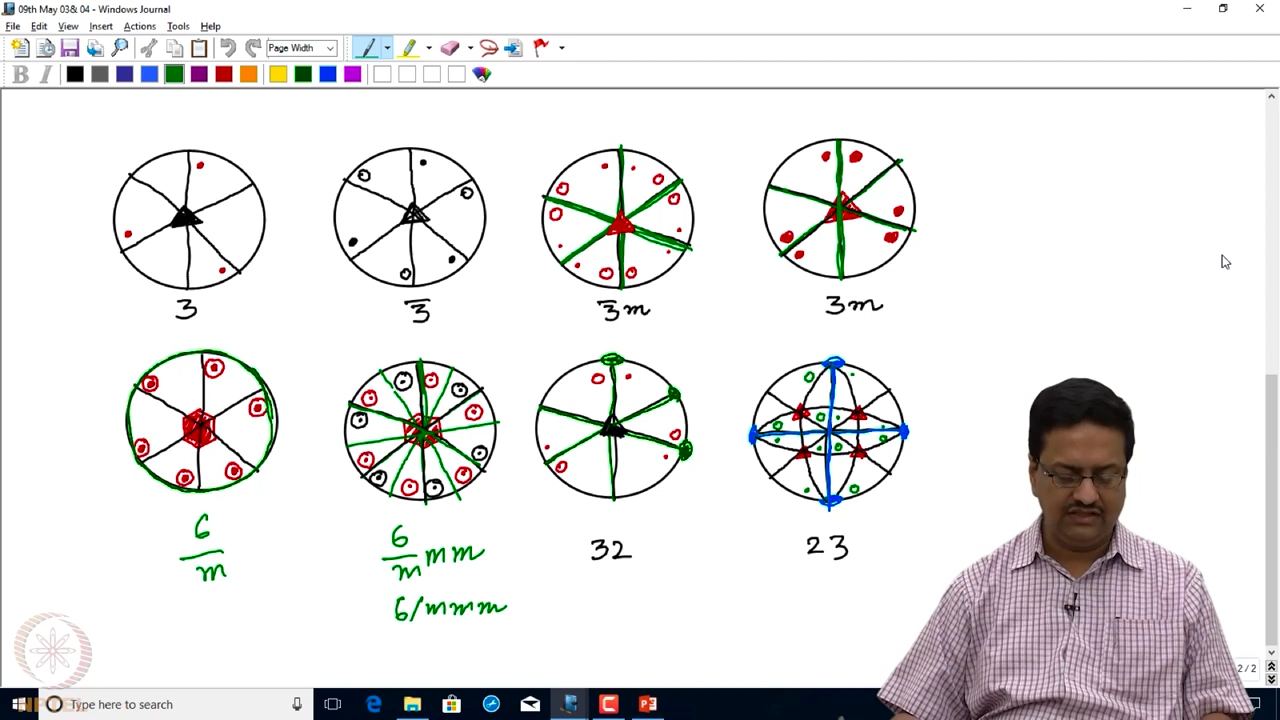 09th May 03& 04 - Windows Journal
File Edit View Insert Actions Tools Help
Page Width
B I
3
3̅
3̅m
3m
6/m
6/m mm
6/mmm
32
23
2/2
Type here to search